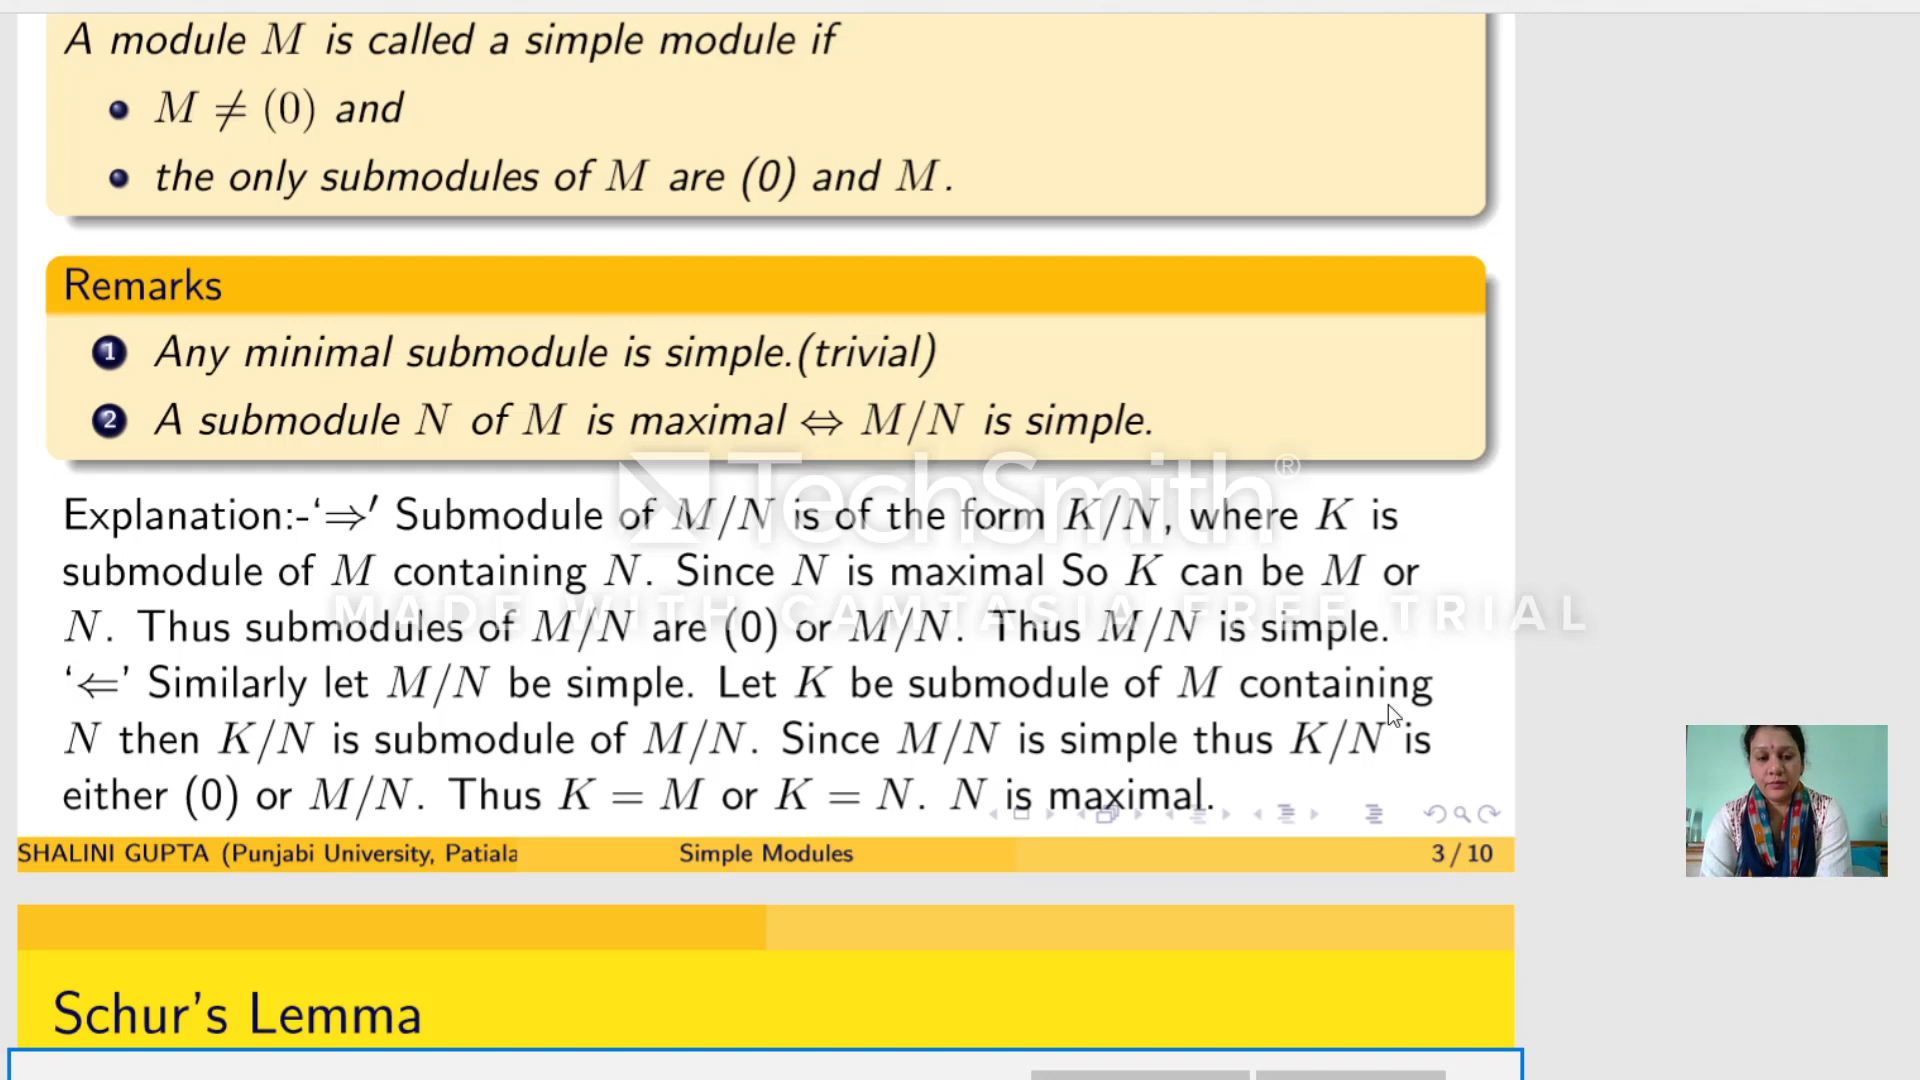 A module M is called a simple module if
• M ≠ (0) and
• the only submodules of M are (0) and M.
Remarks
1 Any minimal submodule is simple.(trivial)
2 A submodule N of M is maximal ⇔ M/N is simple.
Explanation:-‘⇒′ Submodule of M/N is of the form K/N, where K is
submodule of M containing N. Since N is maximal So K can be M or
N. Thus submodules of M/N are (0) or M/N. Thus M/N is simple.
‘⇐’ Similarly let M/N be simple. Let K be submodule of M containing
N then K/N is submodule of M/N. Since M/N is simple thus K/N is
either (0) or M/N. Thus K = M or K = N. N is maximal.
TechSmith®
MADE WITH CAMTASIA FREE TRIAL
SHALINI GUPTA (Punjabi University, Patiala Simple Modules 3 / 10
Schur's Lemma